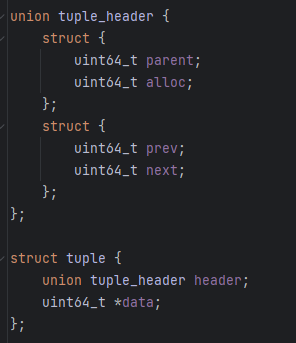 union tuple_header {
    struct {
        uint64_t parent;
        uint64_t alloc;
    };
    struct {
        uint64_t prev;
        uint64_t next;
    };
};

struct tuple {
    union tuple_header header;
    uint64_t *data;
};